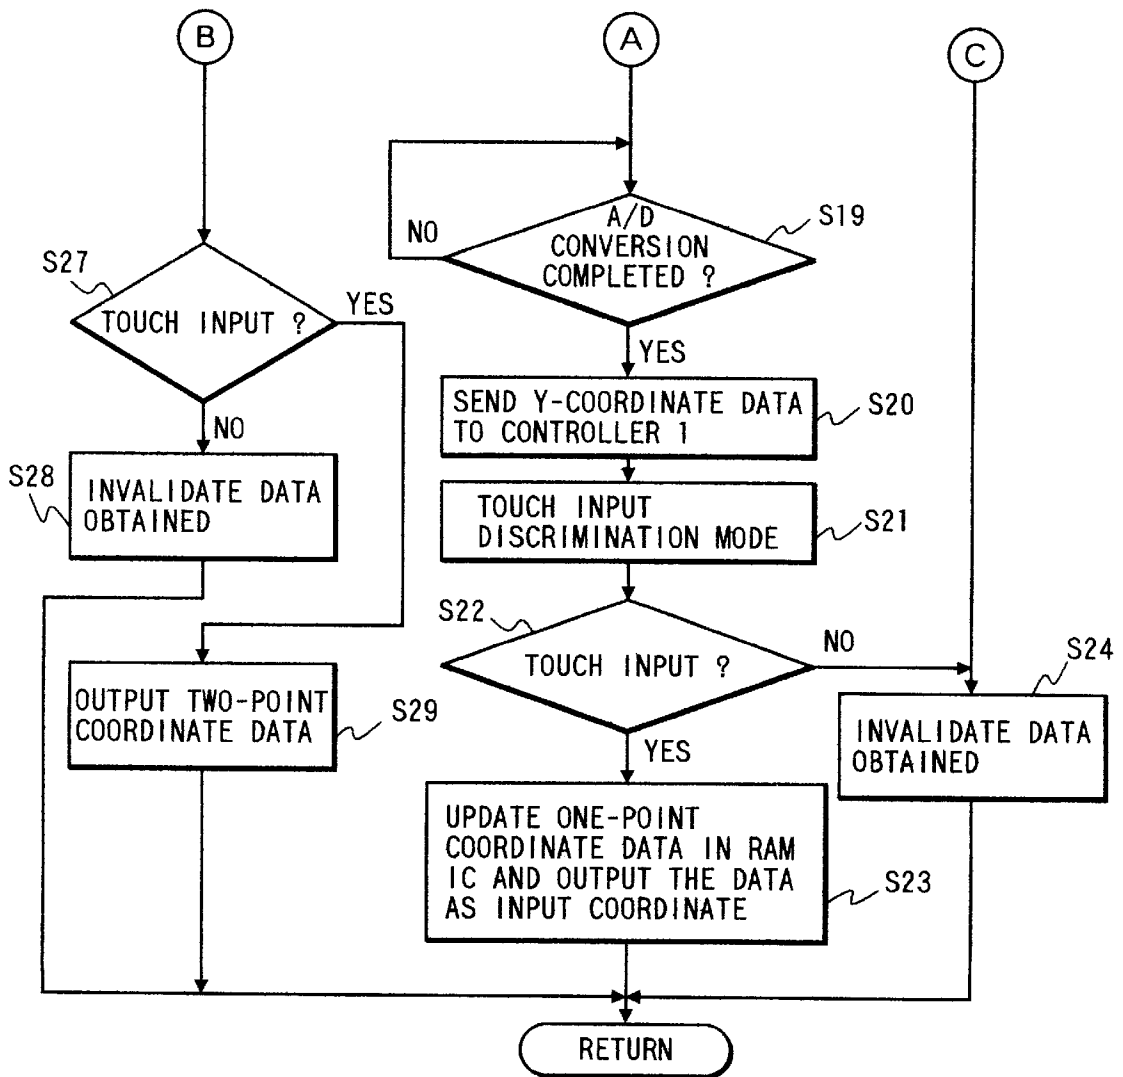 B
A
C
A/D
CONVERSION
COMPLETED ?
NO
S19
S27
TOUCH INPUT ?
YES
YES
SEND Y-COORDINATE DATA
TO CONTROLLER 1
S20
NO
S28
INVALIDATE DATA
OBTAINED
TOUCH INPUT
DISCRIMINATION MODE
S21
S22
TOUCH INPUT ?
NO
S24
OUTPUT TWO-POINT
COORDINATE DATA
S29
YES
INVALIDATE DATA
OBTAINED
UPDATE ONE-POINT
COORDINATE DATA IN RAM
1C AND OUTPUT THE DATA
AS INPUT COORDINATE
S23
RETURN